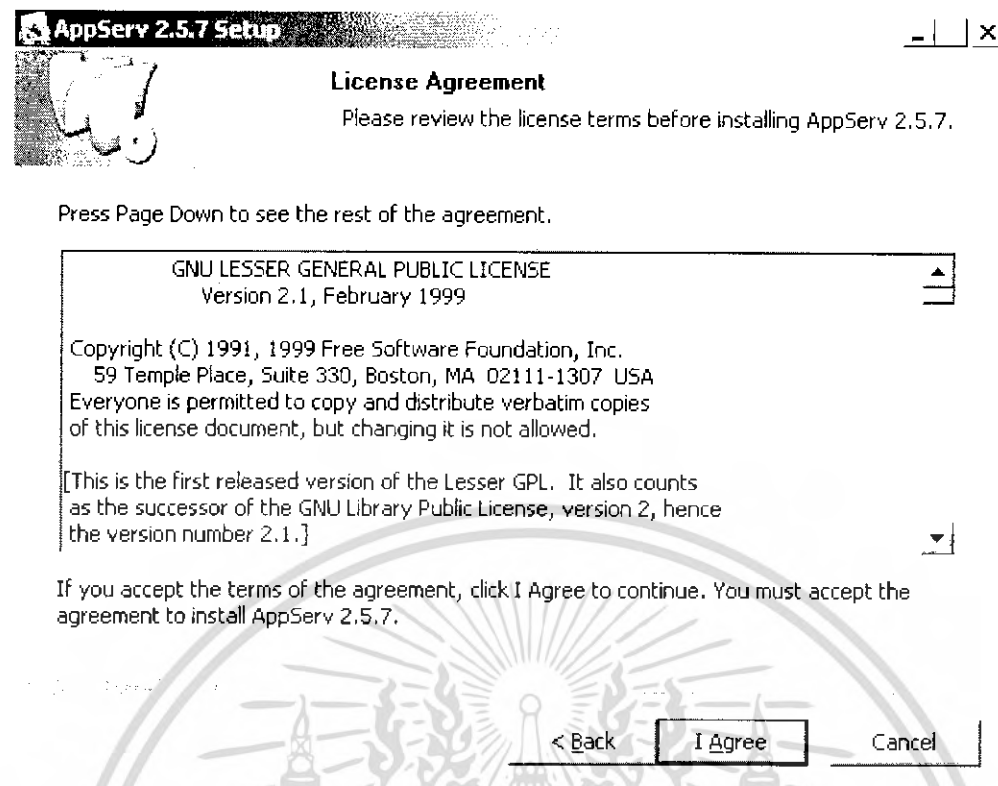 AppServ 2.5.7 Setup
License Agreement
Please review the license terms before installing AppServ 2.5.7.
Press Page Down to see the rest of the agreement.
GNU LESSER GENERAL PUBLIC LICENSE
Version 2.1, February 1999
Copyright (C) 1991, 1999 Free Software Foundation, Inc.
59 Temple Place, Suite 330, Boston, MA 02111-1307 USA
Everyone is permitted to copy and distribute verbatim copies
of this license document, but changing it is not allowed.
[This is the first released version of the Lesser GPL. It also counts
as the successor of the GNU Library Public License, version 2, hence
the version number 2.1.]
If you accept the terms of the agreement, click I Agree to continue. You must accept the
agreement to install AppServ 2.5.7.
< Back
I Agree
Cancel